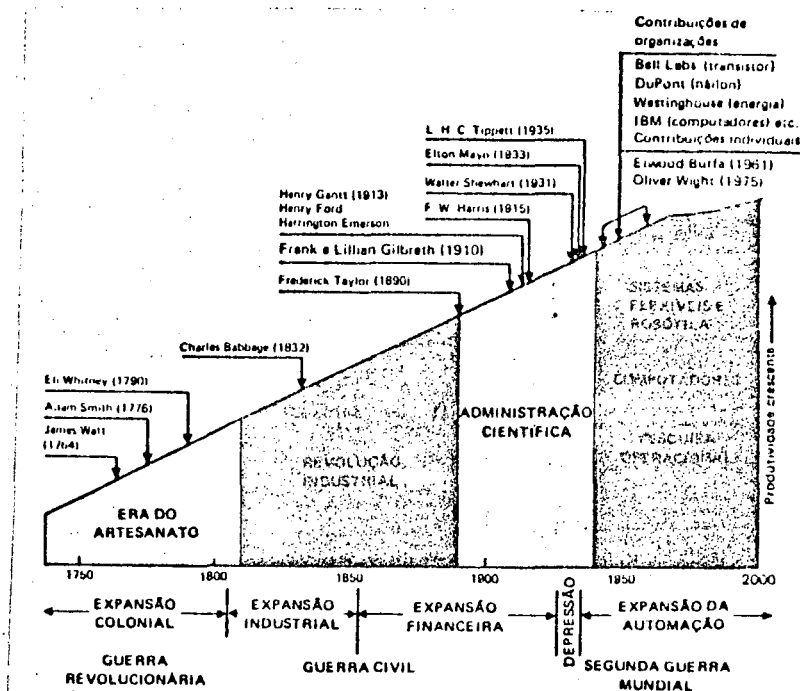 Contribuições de
organizações
Bell Labs (transistor)
DuPont (náilon)
Westinghouse (energia)
IBM (computadores) etc.
Contribuições individuais
Elwood Buffa (1961)
Oliver Wight (1975)
L. H. C. Tippett (1935)
Elton Mayo (1933)
Walter Shewhart (1931)
F. W. Harris (1915)
Henry Gantt (1913)
Henry Ford
Harrington Emerson
Frank e Lillian Gilbreth (1910)
Frederick Taylor (1890)
Charles Babbage (1832)
Eli Whitney (1790)
Adam Smith (1776)
James Watt
(1764)
ERA DO
ARTESANATO
REVOLUÇÃO
INDUSTRIAL
ADMINISTRAÇÃO
CIENTÍFICA
SISTEMAS
FLEXÍVEIS E
ROBÓTICA
COMPUTADORES
PESQUISA
OPERACIONAL
Produtividade crescente
1750
1800
1850
1900
1950
2000
EXPANSÃO
COLONIAL
EXPANSÃO
INDUSTRIAL
EXPANSÃO
FINANCEIRA
DEPRESSÃO
EXPANSÃO DA
AUTOMAÇÃO
GUERRA
REVOLUCIONÁRIA
GUERRA CIVIL
SEGUNDA GUERRA
MUNDIAL